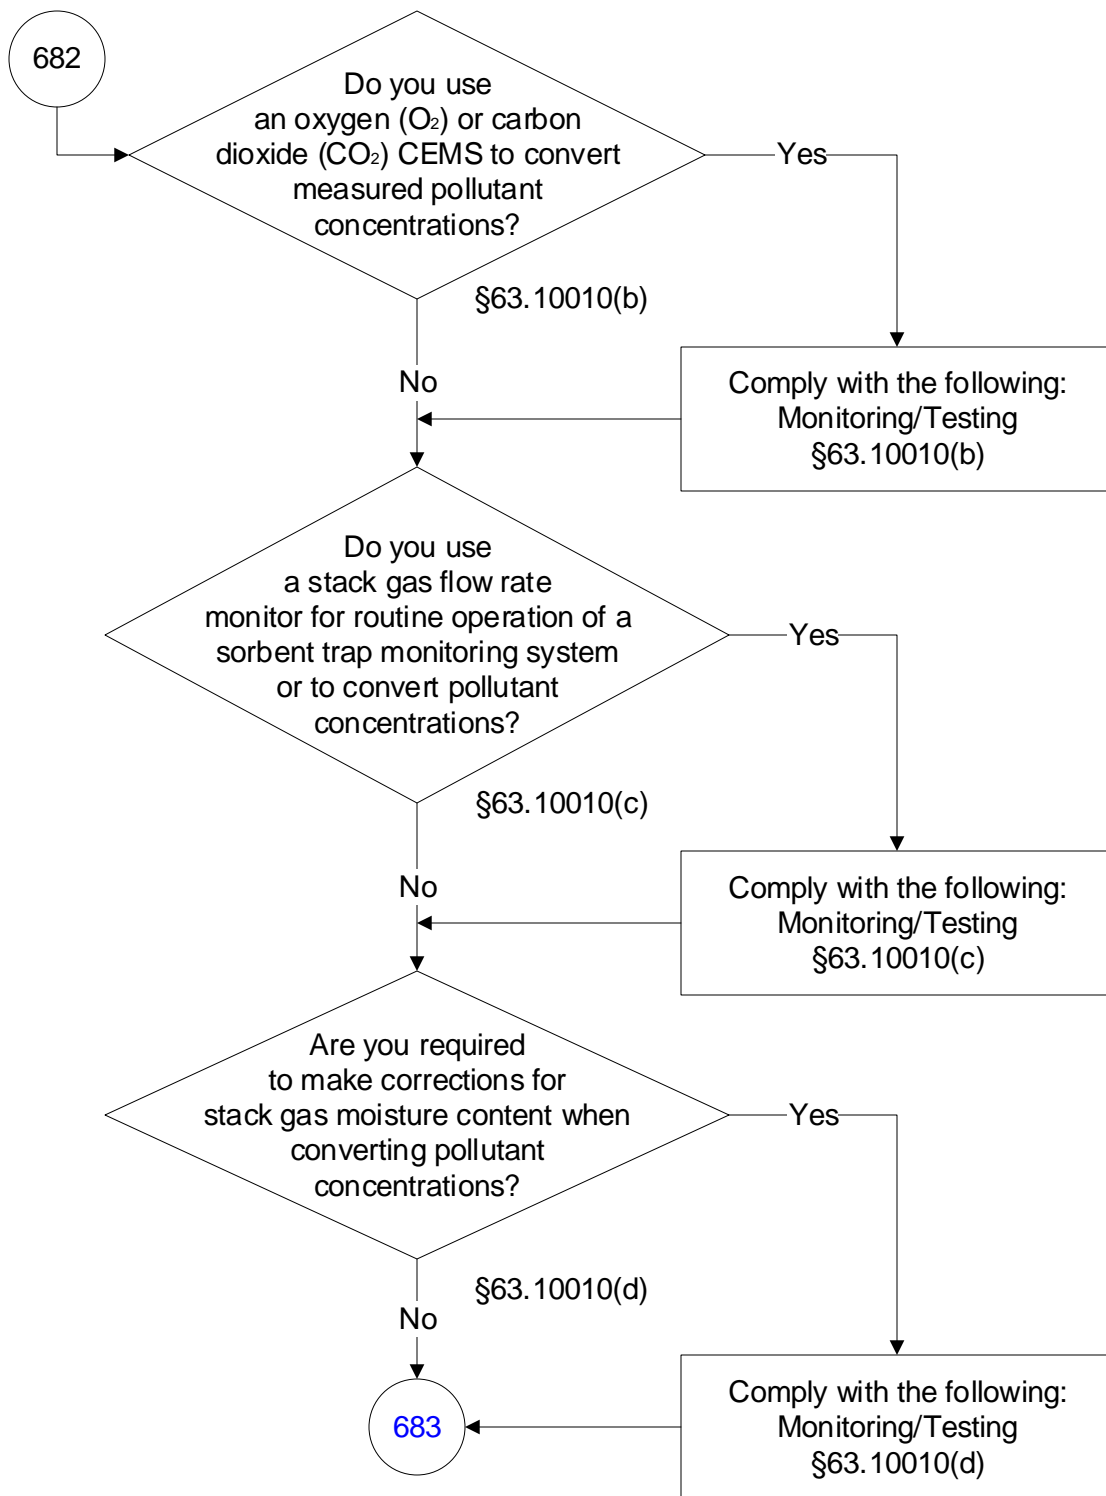 682
Do you use
an oxygen (O₂) or carbon
dioxide (CO₂) CEMS to convert
measured pollutant
concentrations?
Yes
§63.10010(b)
No
Comply with the following:
Monitoring/Testing
§63.10010(b)
Do you use
a stack gas flow rate
monitor for routine operation of a
sorbent trap monitoring system
or to convert pollutant
concentrations?
Yes
§63.10010(c)
No
Comply with the following:
Monitoring/Testing
§63.10010(c)
Are you required
to make corrections for
stack gas moisture content when
converting pollutant
concentrations?
Yes
§63.10010(d)
No
Comply with the following:
Monitoring/Testing
§63.10010(d)
683